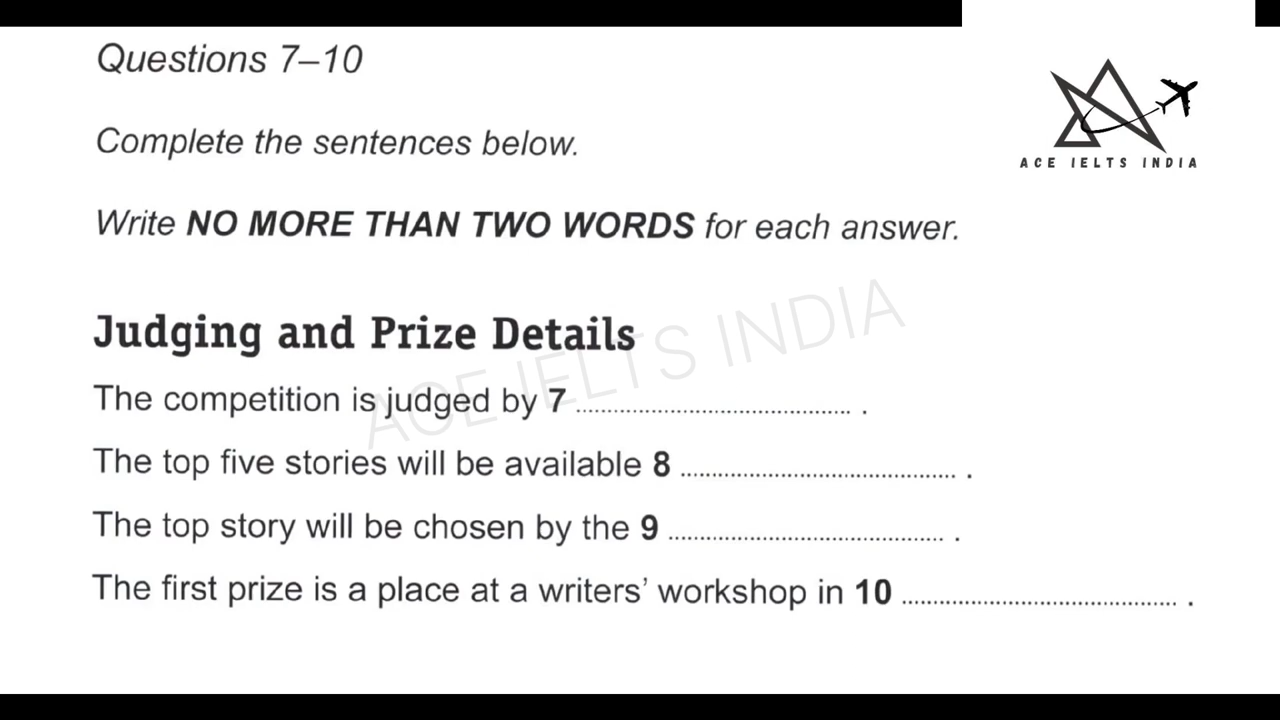 Questions 7–10
ACE IELTS INDIA
Complete the sentences below.
Write NO MORE THAN TWO WORDS for each answer.
ACE IELTS INDIA
Judging and Prize Details
The competition is judged by 7 .............................................. .
The top five stories will be available 8 .............................................. .
The top story will be chosen by the 9 .............................................. .
The first prize is a place at a writers’ workshop in 10 .............................................. .